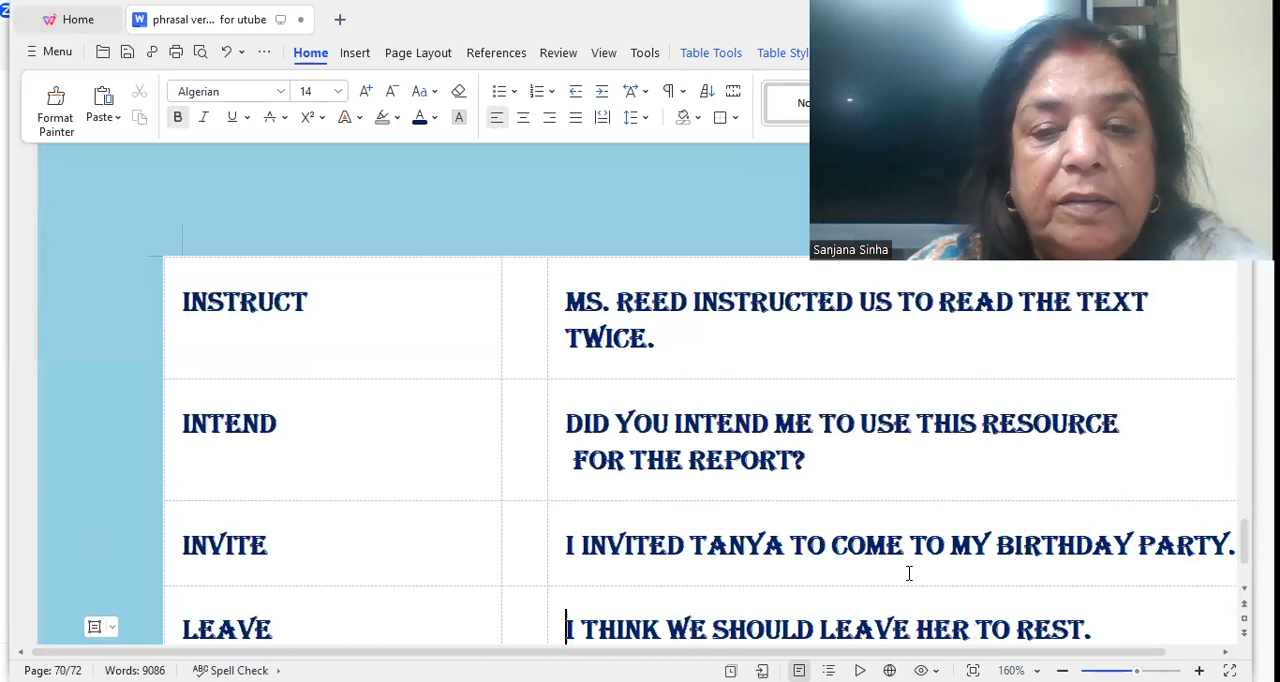 Home
phrasal ver... for utube
Menu
Home Insert Page Layout References Review View Tools Table Tools Table Styl
Format Painter
Paste
Algerian 14
No
Sanjana Sinha
INSTRUCT
MS. REED INSTRUCTED US TO READ THE TEXT
TWICE.
INTEND
DID YOU INTEND ME TO USE THIS RESOURCE
FOR THE REPORT?
INVITE
I INVITED TANYA TO COME TO MY BIRTHDAY PARTY.
LEAVE
I THINK WE SHOULD LEAVE HER TO REST.
Page: 70/72 Words: 9086 Spell Check 160%